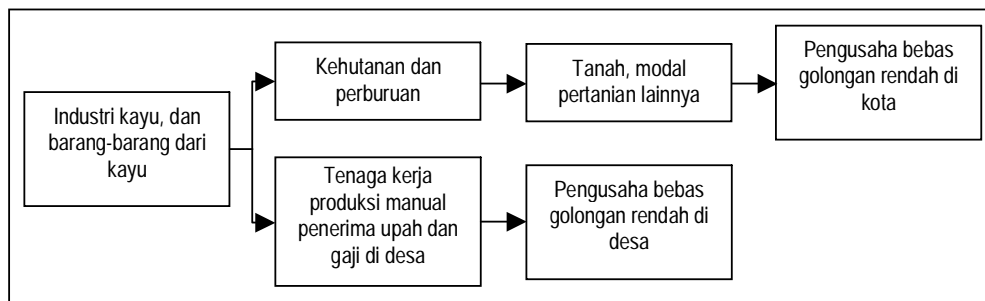 Industri kayu, dan
barang-barang dari
kayu
Kehutanan dan
perburuan
Tanah, modal
pertanian lainnya
Pengusaha bebas
golongan rendah di
kota
Tenaga kerja
produksi manual
penerima upah dan
gaji di desa
Pengusaha bebas
golongan rendah di
desa